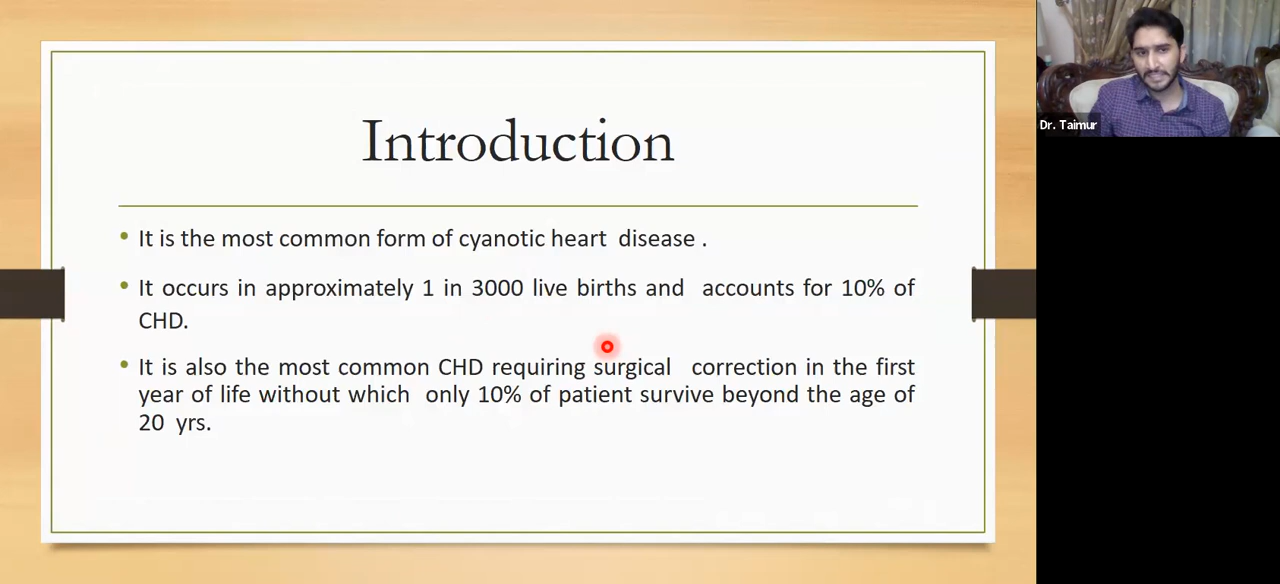 Introduction
• It is the most common form of cyanotic heart disease .
• It occurs in approximately 1 in 3000 live births and accounts for 10% of
CHD.
• It is also the most common CHD requiring surgical correction in the first
year of life without which only 10% of patient survive beyond the age of
20 yrs.
Dr. Taimur